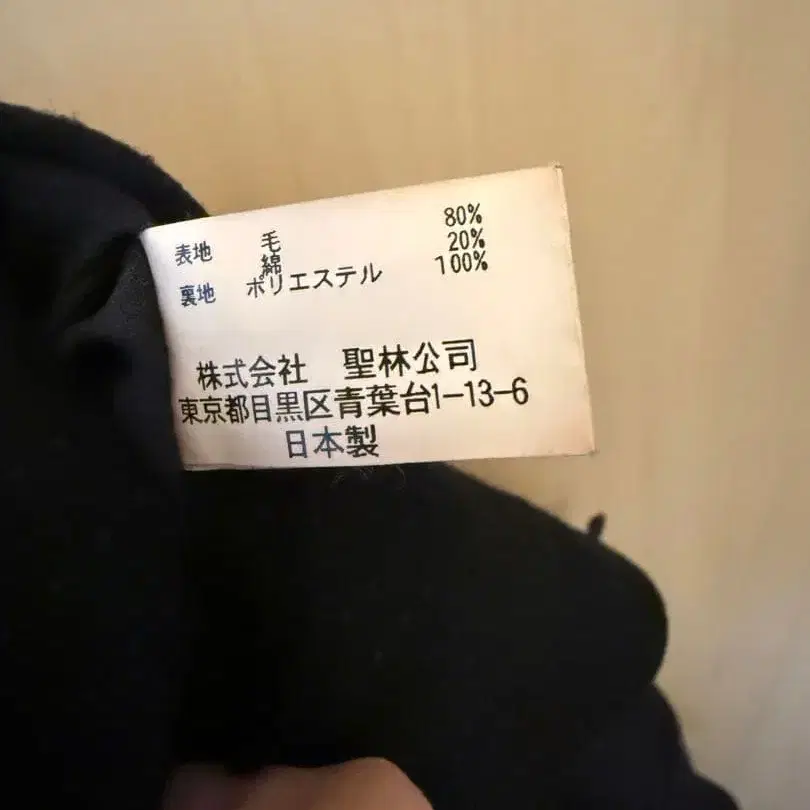 表地 毛 80%
綿 20%
裏地 ポリエステル 100%
株式会社 聖林公司
東京都目黒区青葉台1-13-6
日本製